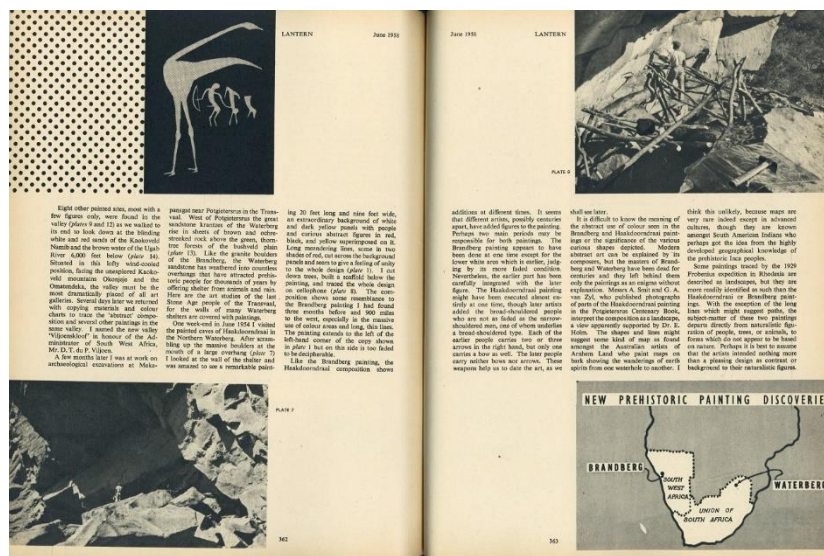 LANTERN June 1956
Eight other painted sites, most with a
few figures only, were found in the
valley (plates 9 and 12) as we walked to
its end to look down at the blinding
white and red sands of the Kaokoveld
Namib and the brown water of the Ugab
River 6,000 feet below (plate 14).
Situated in this lofty wind-cooled
position, facing the unexplored Kaoko-
veld mountains Okonjeje and the
the valley must be the
most dramatically placed of all art
galleries. Several days later we returned
with copying materials and colour
charts to trace the 'abstract' compo-
sition and several other paintings in the
same valley. I named the new valley
'Viljoenskloof' in honour of the Ad-
ministrator of South West Africa,
Mr. D. T. du P. Viljoen.
A few months later I was at work on
archaeological excavations at Maka-
pansgat near Potgietersrus in the Trans-
vaal. West of Potgietersrus the great
sandstone krantzes of the Waterberg
rise in sheets of brown and ochre-
streaked rock above the green, thorn-
tree forests of the bushveld plain
(plate 13). Like the granite boulders
of the Brandberg, the Waterberg
sandstone has weathered into countless
overhangs that have attracted prehis-
toric people for thousands of years by
offering shelter from animals and rain.
Here are the art studies of the last
Stone Age people of the Transvaal,
for the walls of many Waterberg
shelters are covered with paintings.
One week-end in June 1954 I visited
the painted caves of Haakdoorndraai in
the Northern Waterberg. After scram-
bling up the massive boulders at the
mouth of a large overhang (plate 7)
I looked at the wall of the shelter and
was amazed to see a remarkable paint-
ing 20 feet long and nine feet wide,
an extraordinary background of white
and dark yellow panels with people
and curious abstract figures in red,
black, and yellow superimposed on it.
Long meandering lines, some in two
shades of red, cut across the background
panels and seem to give a feeling of unity
to the whole design (plate 1). I cut
down trees, built a scaffold below the
painting, and traced the whole design
on cellophane (plate 8). The com-
position shows some resemblance to
the Brandberg painting I had found
three months before and 900 miles
to the west, especially in the massive
use of colour areas and long, thin lines.
The painting extends to the left of the
left-hand corner of the copy shown
in plate 1 but on this side is too faded
to be decipherable.
Like the Brandberg painting, the
Haakdoorndraai composition shows
PLATE 7
362
June 1956 LANTERN
PLATE 8
additions at different times. It seems
that different artists, possibly centuries
apart, have added figures to the painting.
Perhaps two main periods may be
responsible for both paintings. The
Brandberg painting appears to have
been done at one time except for the
lower white area which is earlier, judg-
ing by its more faded condition.
Nevertheless, the earlier part has been
carefully integrated with the later
figure. The Haakdoorndraai painting
might have been executed almost en-
tirely at one time, though later artists
added the broad-shouldered people
who are not as faded as the narrow-
shouldered men, one of whom underlies
a broad-shouldered type. Each of the
earlier people carries two or three
arrows in the right hand, but only one
carries a bow as well. The later people
carry neither bows nor arrows. These
weapons help us to date the art, as we
shall see later.
It is difficult to know the meaning of
the abstract use of colour seen in the
Brandberg and Haakdoorndraai paint-
ings or the significance of the various
curious shapes depicted. Modern
abstract art can be explained by its
composers, but the masters of Brand-
berg and Waterberg have been dead for
centuries and they left behind them
only the paintings as an enigma without
explanation. Messrs A. Smit and G. A.
van Zyl, who published photographs
of parts of the Haakdoorndraai painting
in the Potgietersrus Centenary Book,
interpret the composition as a landscape,
a view apparently supported by Dr. E.
Holm. The shapes and lines might
suggest some kind of map as found
amongst the Australian artists of
Arnhem Land who paint maps on
bark showing the wanderings of earth
spirits from one waterhole to another. I
think this unlikely, because maps are
very rare indeed except in advanced
cultures, though they are known
amongst South American Indians who
perhaps got the idea from the highly
developed geographical knowledge of
the prehistoric Inca peoples.
Some paintings traced by the 1929
Frobenius expedition in Rhodesia are
described as landscapes, but they are
more readily identified as such than the
Haakdoorndraai or Brandberg paint-
ings. With the exception of the long
lines which might suggest paths, the
subject-matter of these two paintings
departs directly from naturalistic figu-
ration of people, trees, or animals, to
forms which do not appear to be based
on nature. Perhaps it is best to assume
that the artists intended nothing more
than a pleasing design as contrast or
background to their naturalistic figures.
NEW PREHISTORIC PAINTING DISCOVERIE
BRANDBERG
WATERBERG
SOUTH
WEST
AFRICA
UNION OF
SOUTH AFRICA
363